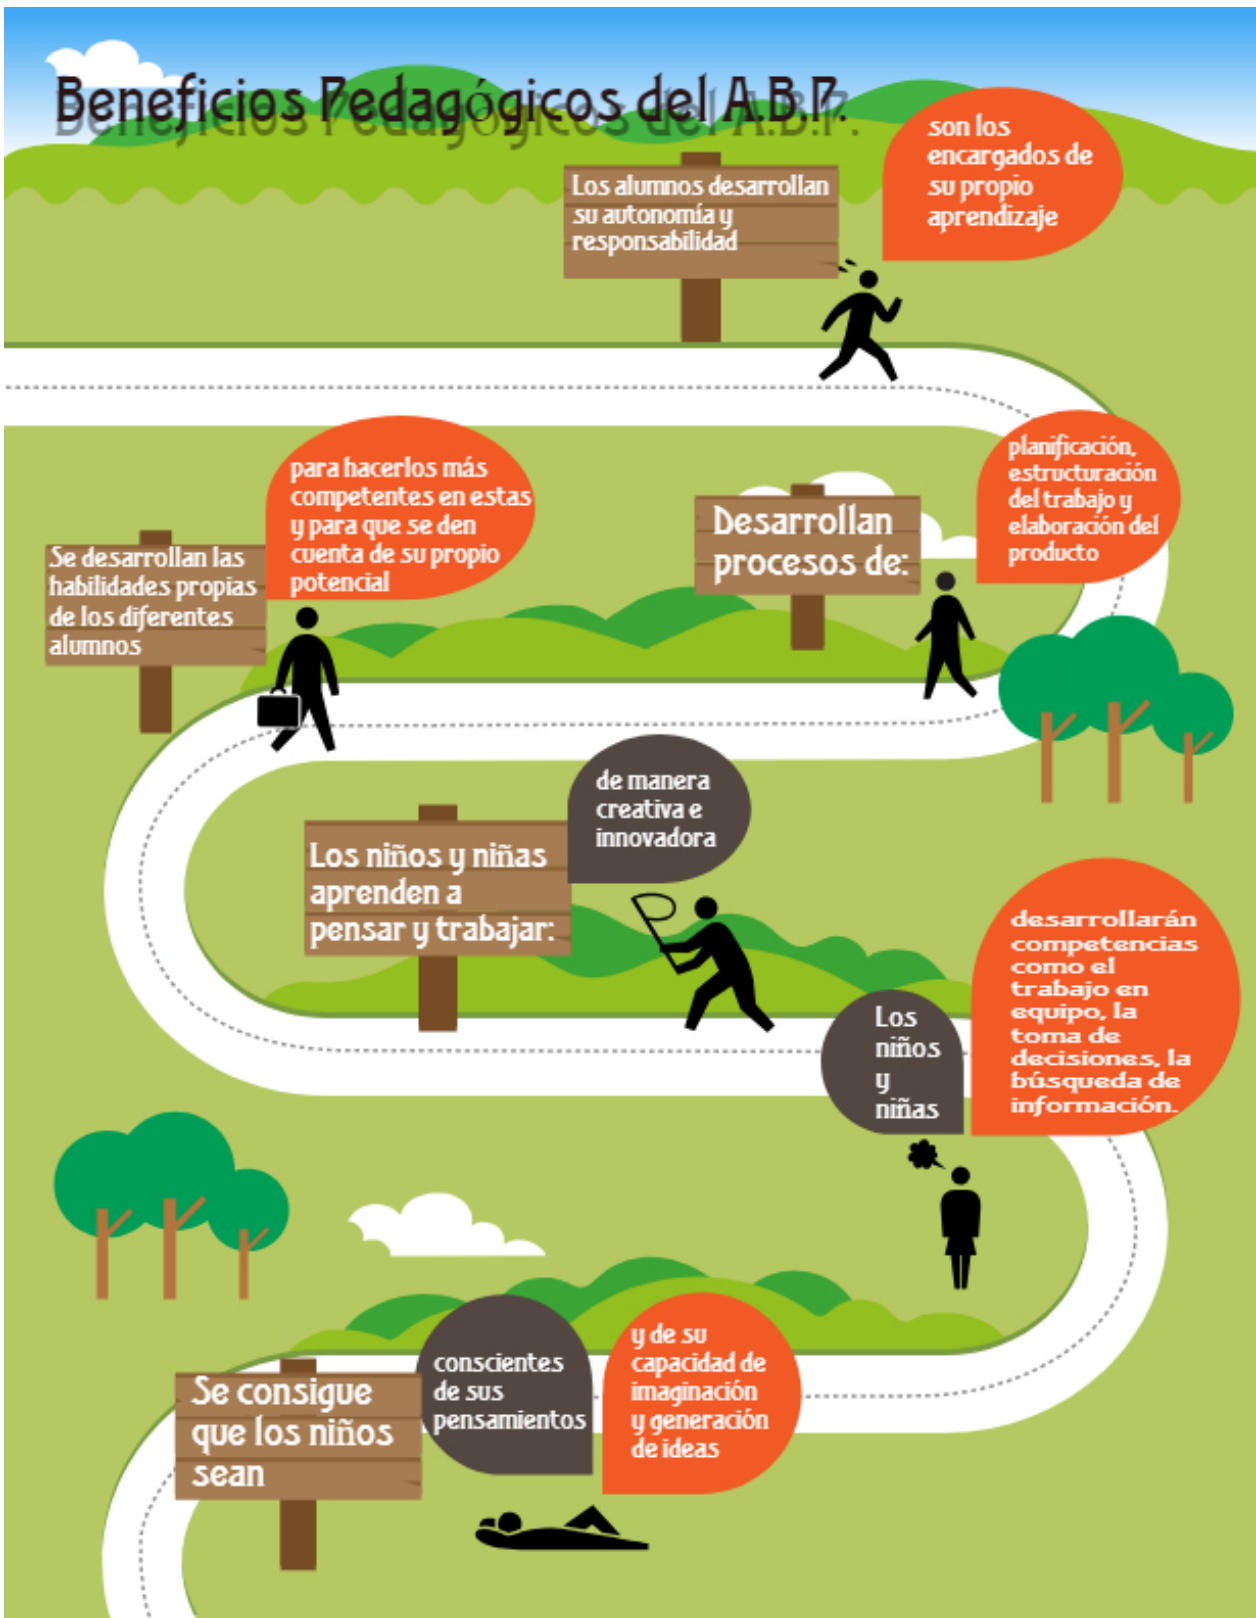 Beneficios Pedagógicos del A.B.P.
Los alumnos desarrollan
su autonomía y
responsabilidad
son los
encargados de
su propio
aprendizaje
Desarrollan
procesos de:
planificación,
estructuración
del trabajo y
elaboración del
producto
Se desarrollan las
habilidades propias
de los diferentes
alumnos
para hacerlos más
competentes en estas
y para que se den
cuenta de su propio
potencial
Los niños y niñas
aprenden a
pensar y trabajar:
de manera
creativa e
innovadora
Los
niños
y
niñas
desarrollarán
competencias
como el
trabajo en
equipo, la
toma de
decisiones, la
búsqueda de
información.
Se consigue
que los niños
sean
conscientes
de sus
pensamientos
y de su
capacidad de
imaginación
y generación
de ideas